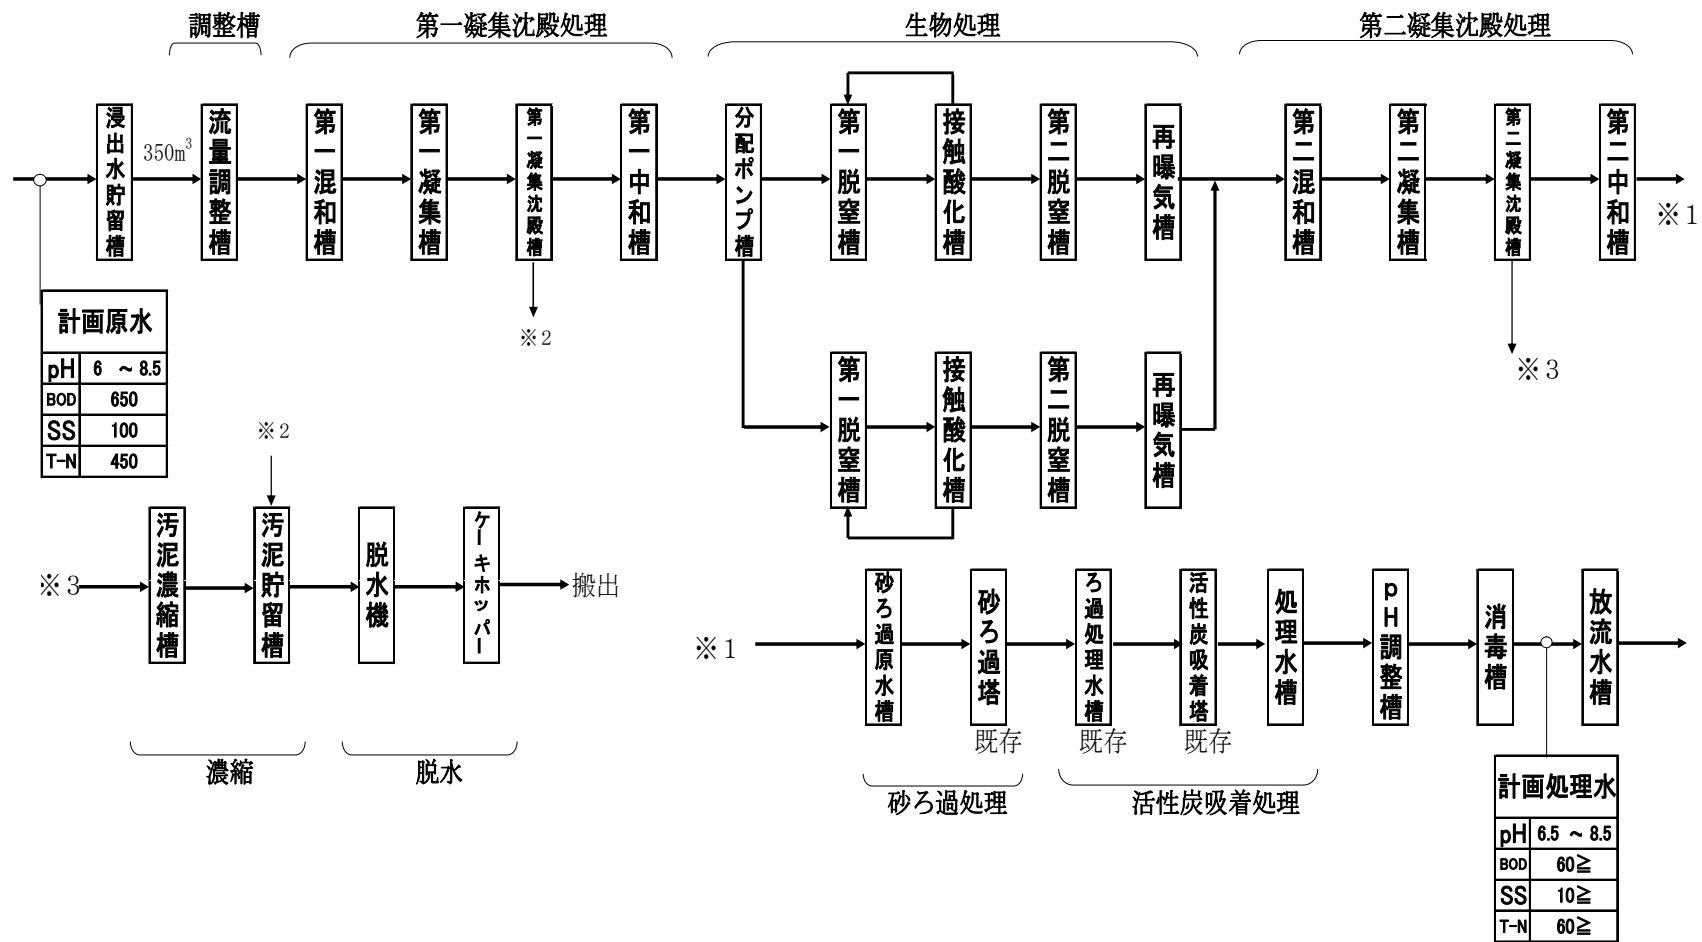 調整槽
第一凝集沈殿処理
生物処理
第二凝集沈殿処理
浸出水貯留槽
350m³
流量調整槽
第一混和槽
第一凝集槽
第一凝集沈殿槽
第一中和槽
分配ポンプ槽
第一脱窒槽
接触酸化槽
第二脱窒槽
再曝気槽
第二混和槽
第二凝集槽
第二凝集沈殿槽
第二中和槽
※1
※2
※3
計画原水
pH 6 ~ 8.5
BOD 650
SS 100
T-N 450
第一脱窒槽
接触酸化槽
第二脱窒槽
再曝気槽
※2
※3
汚泥濃縮槽
汚泥貯留槽
脱水機
ケーキホッパー
搬出
濃縮
脱水
※1
砂ろ過原水槽
砂ろ過塔
既存
ろ過処理水槽
既存
活性炭吸着塔
既存
処理水槽
pH調整槽
消毒槽
放流水槽
砂ろ過処理
活性炭吸着処理
計画処理水
pH 6.5 ~ 8.5
BOD 60≧
SS 10≧
T-N 60≧